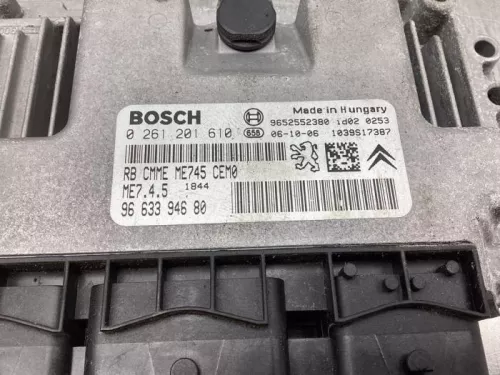 BOSCH
Made in Hungary
0 261 201 610
9652552380 id02 0253
658
06-10-06 1039S17387
RB CMME ME745 CEM0
ME7.4.5 1844
96 633 946 80